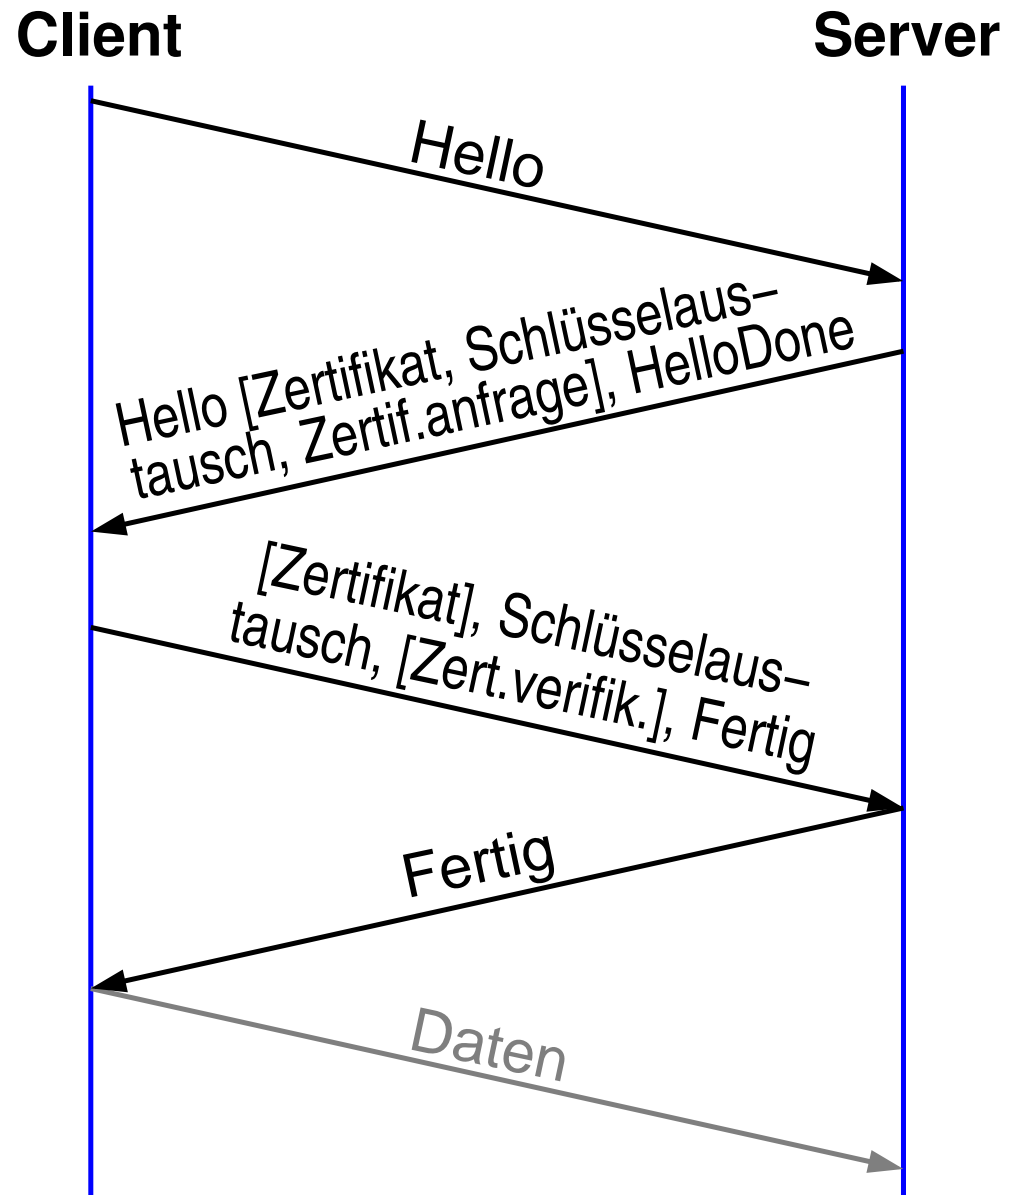 Client
Server
Hello
Hello [Zertifikat, Schlüsselaus–
tausch, Zertif.anfrage], HelloDone
[Zertifikat], Schlüsselaus–
tausch, [Zert.verifik.], Fertig
Fertig
Daten